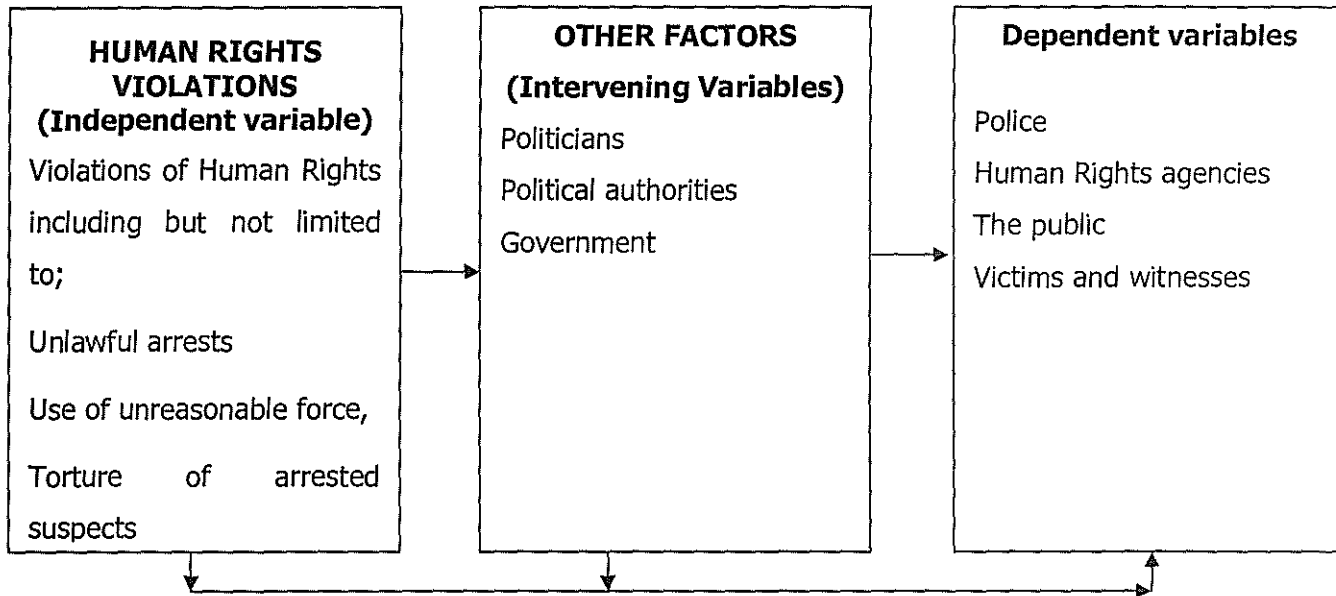 HUMAN RIGHTS
VIOLATIONS
(Independent variable)
Violations of Human Rights
including but not limited
to;
Unlawful arrests
Use of unreasonable force,
Torture of arrested
suspects
OTHER FACTORS
(Intervening Variables)
Politicians
Political authorities
Government
Dependent variables
Police
Human Rights agencies
The public
Victims and witnesses